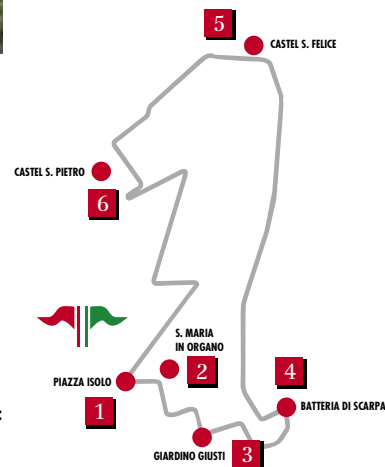 5
CASTEL S. FELICE
CASTEL S. PIETRO
6
S. MARIA
IN ORGANO
2
4
PIAZZA ISOLO
BATTERIA DI SCARPA
1
:
GIARDINO GIUSTI
3